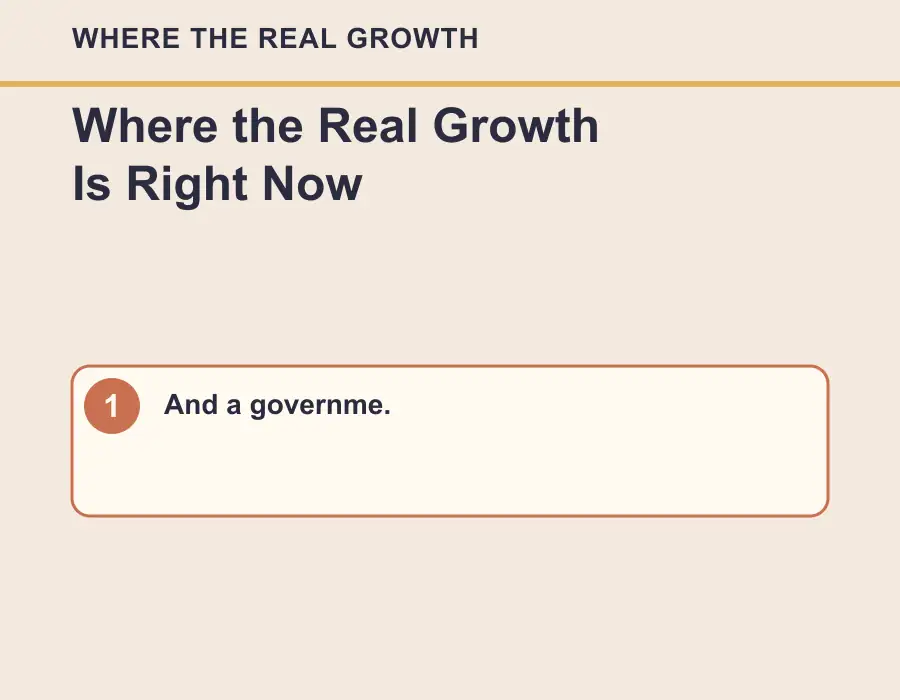 WHERE THE REAL GROWTH
Where the Real Growth
Is Right Now
1
And a governme.